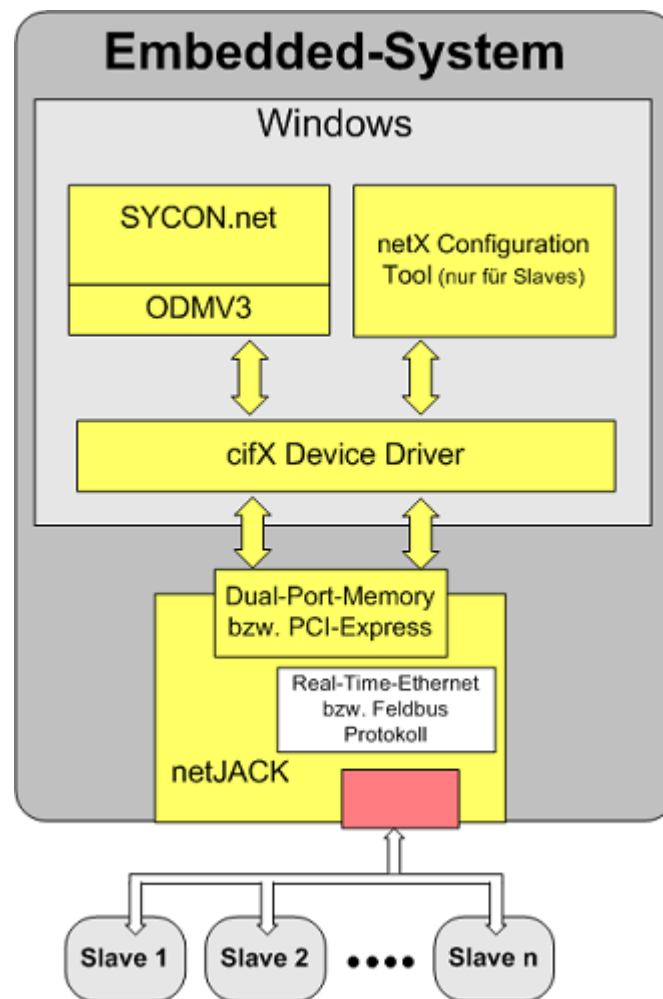 Embedded-System
Windows
SYCON.net
ODMV3
netX Configuration
Tool (nur für Slaves)
cifX Device Driver
Dual-Port-Memory
bzw. PCI-Express
Real-Time-Ethernet
bzw. Feldbus
Protokoll
netJACK
Slave 1
Slave 2
Slave n